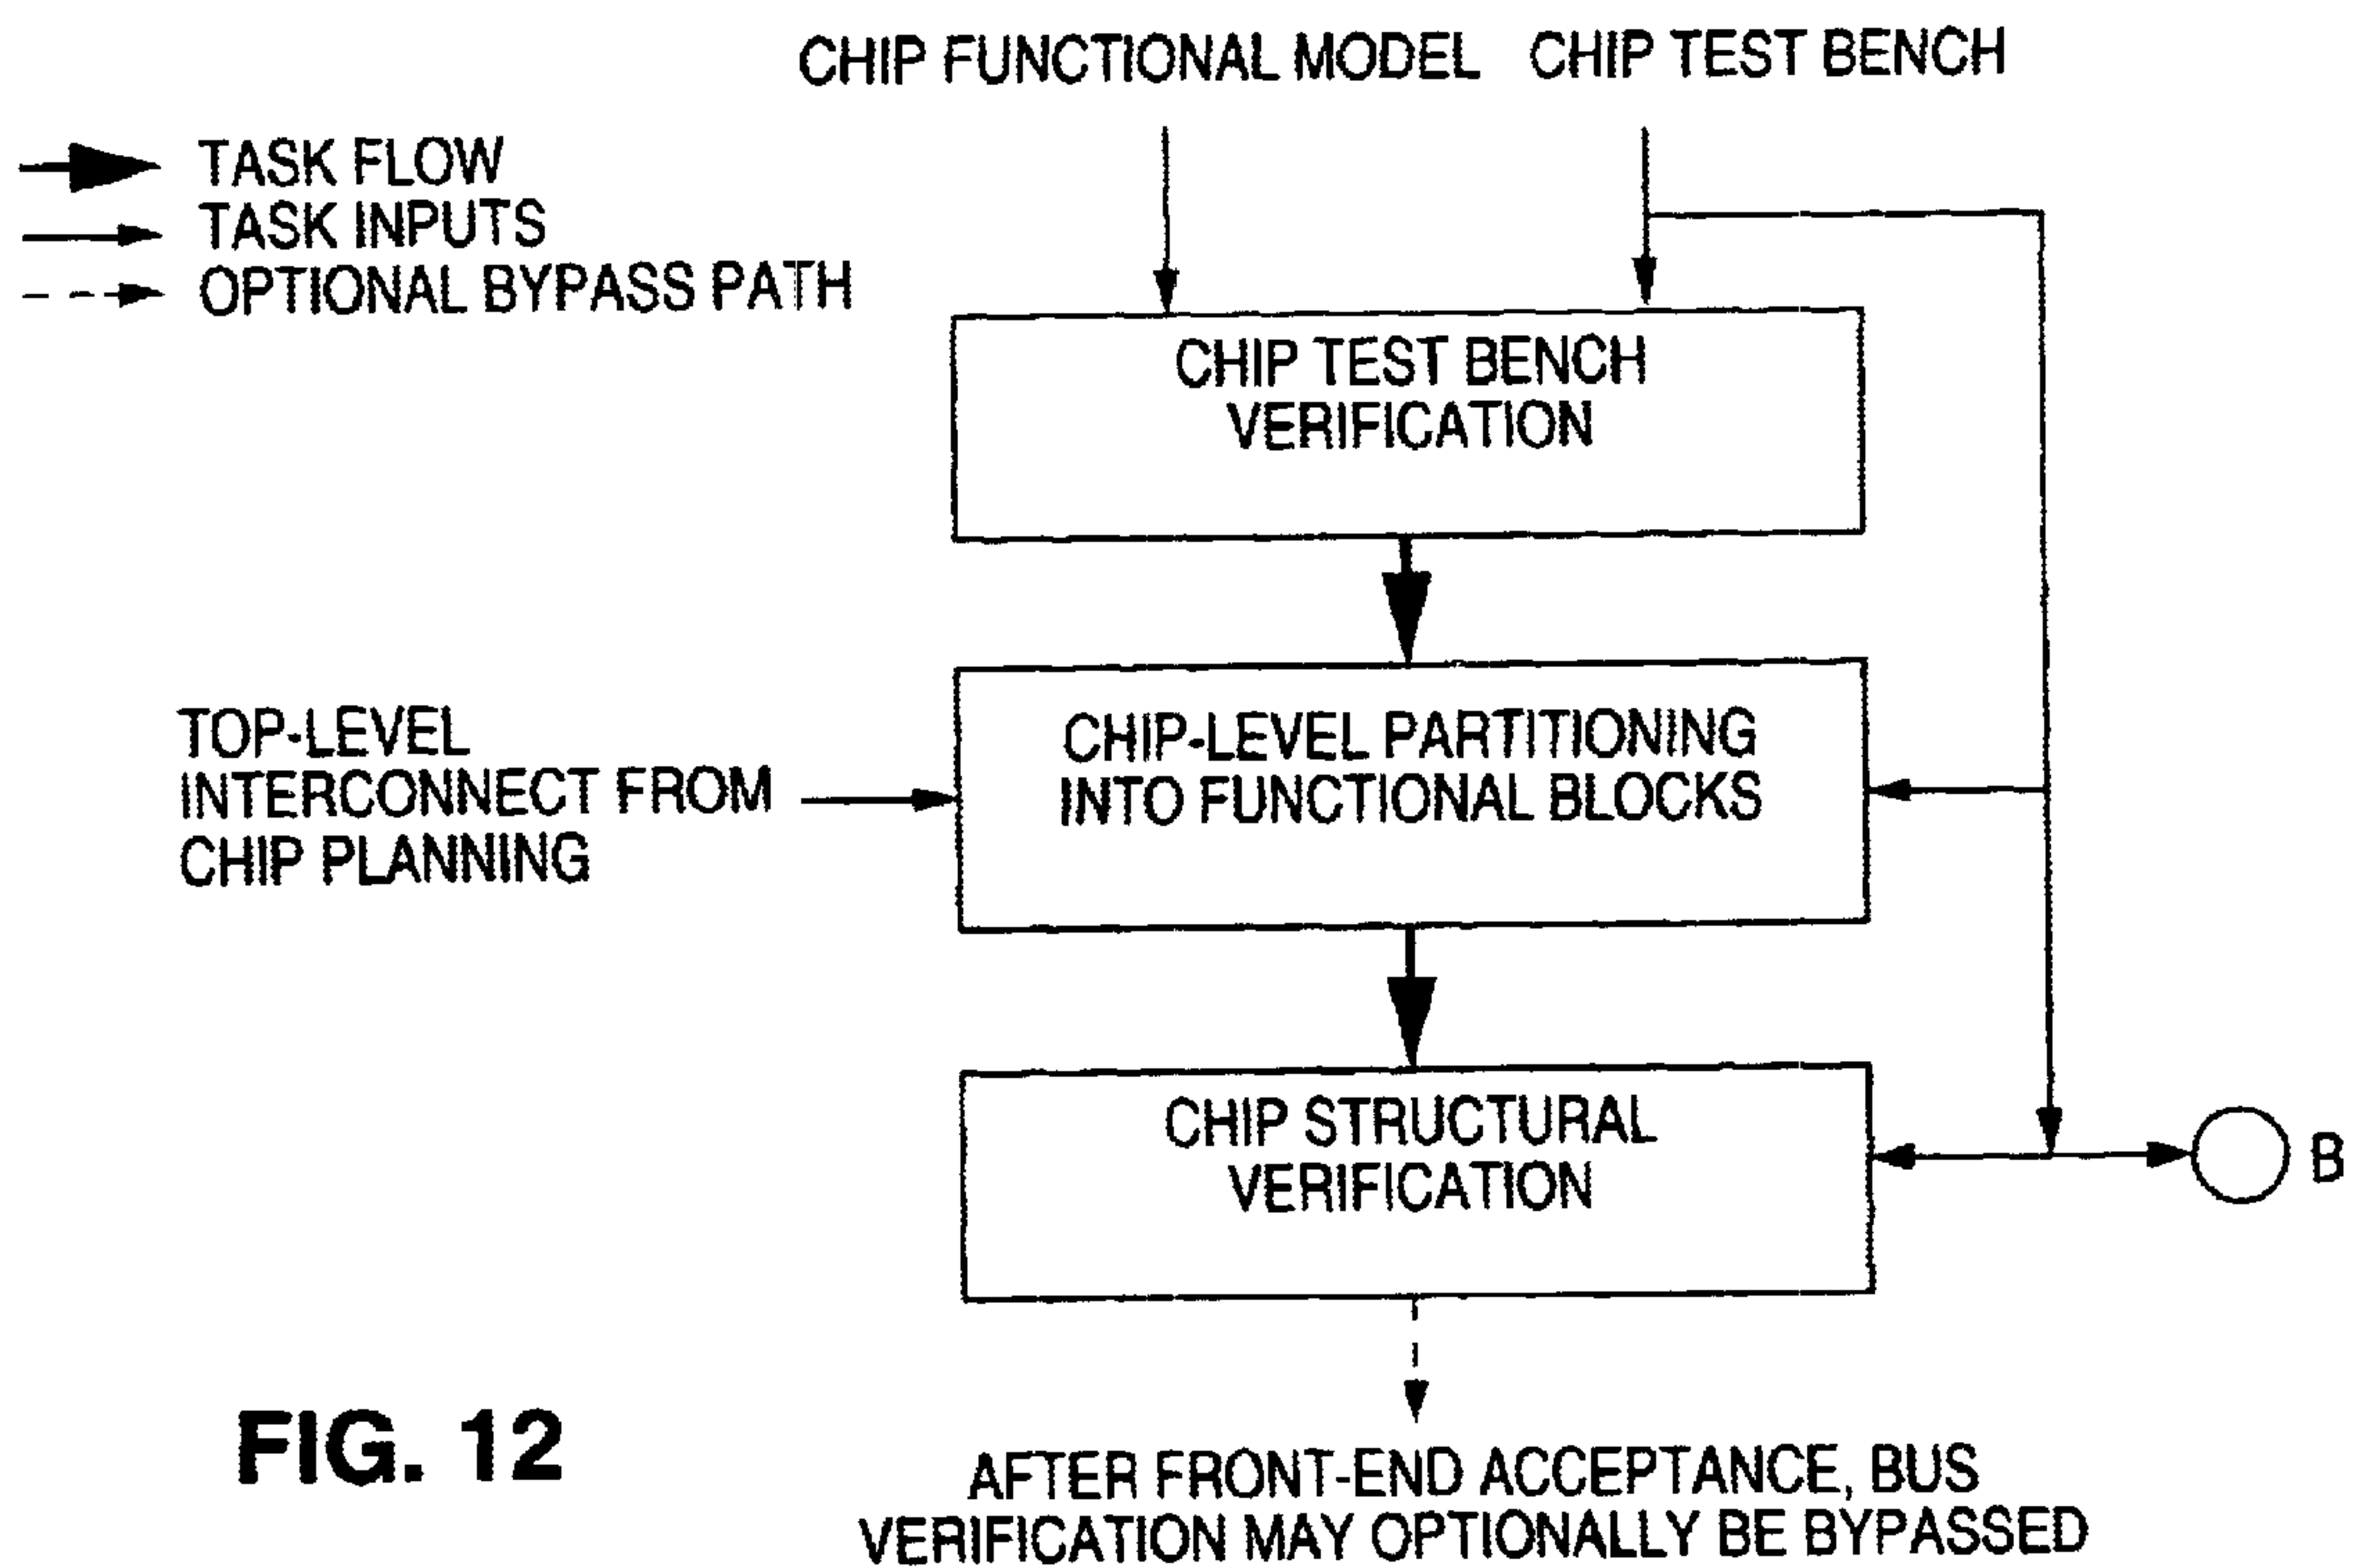 CHIP FUNCTIONAL MODEL
CHIP TEST BENCH
TASK FLOW
TASK INPUTS
OPTIONAL BYPASS PATH
CHIP TEST BENCH
VERIFICATION
TOP-LEVEL
INTERCONNECT FROM
CHIP PLANNING
CHIP-LEVEL PARTITIONING
INTO FUNCTIONAL BLOCKS
CHIP STRUCTURAL
VERIFICATION
B
FIG. 12
AFTER FRONT-END ACCEPTANCE, BUS
VERIFICATION MAY OPTIONALLY BE BYPASSED